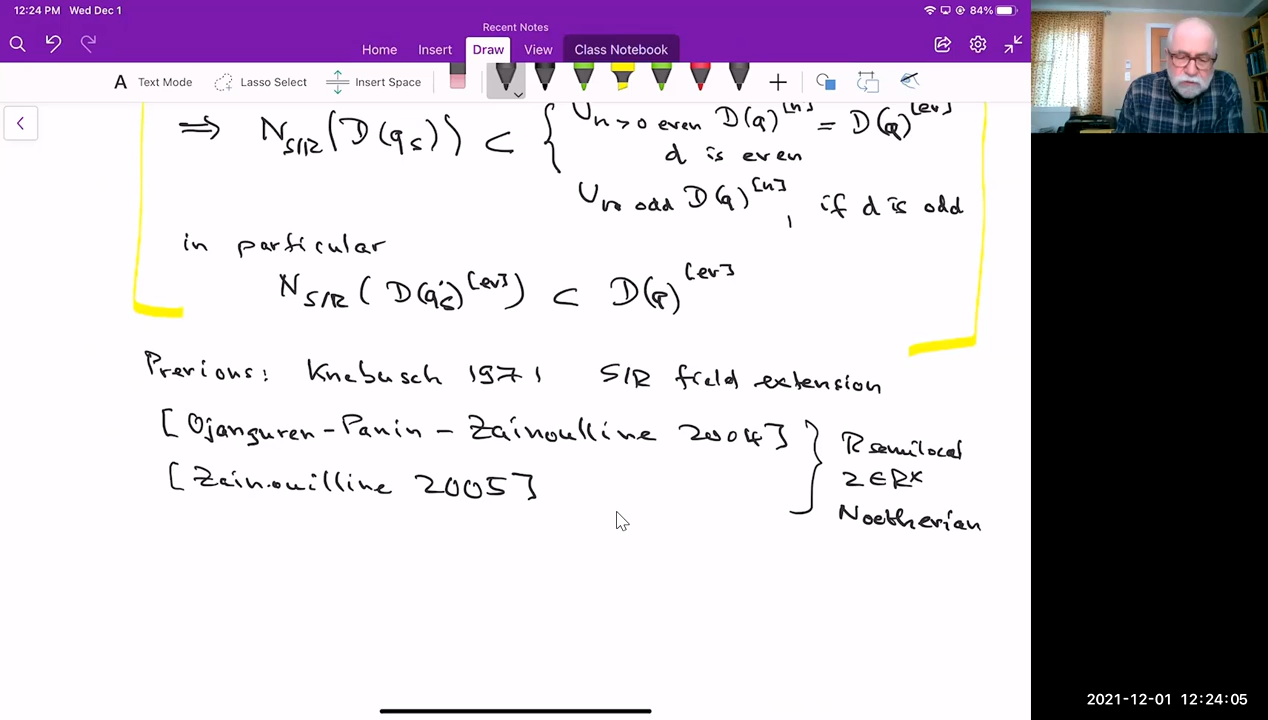 12:24 PM Wed Dec 1
84%
Recent Notes
Home Insert Draw View Class Notebook
Text Mode Lasso Select Insert Space
⇒ N_{S/R}(D(q_S)) ⊂ { ∪_{n>0 even} D(q)^{[n]} = D(q)^{[ev]}
d is even
∪_{n odd} D(q)^{[n]}, if d is odd
in particular
N_{S/R}(D(q_S)^{[ev]}) ⊂ D(q)^{[ev]}
Previous: Knebusch 1971 S/R field extension
[Ojanguren-Panin-Zainoulline 2004] } R semilocal
2∈R^×
[Zainouilline 2005]
Noetherian
2021-12-01 12:24:05